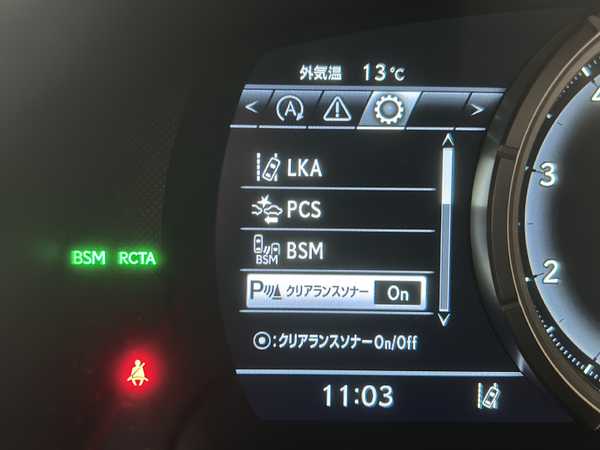 外気温 13℃
< A >
LKA
PCS
BSM BSM
P クリアランスソナー On
◉:クリアランスソナーOn/Off
11:03
BSM RCTA
3
2